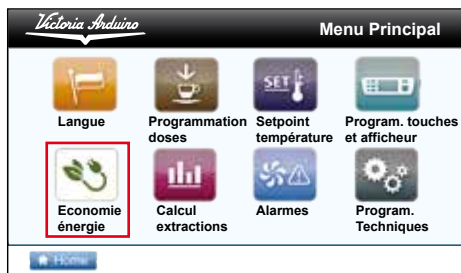 Victoria Arduino
Menu Principal
SET
Langue
Programmation
doses
Setpoint
température
Program. touches
et afficheur
Economie
énergie
Calcul
extractions
Alarmes
Program.
Techniques
Home